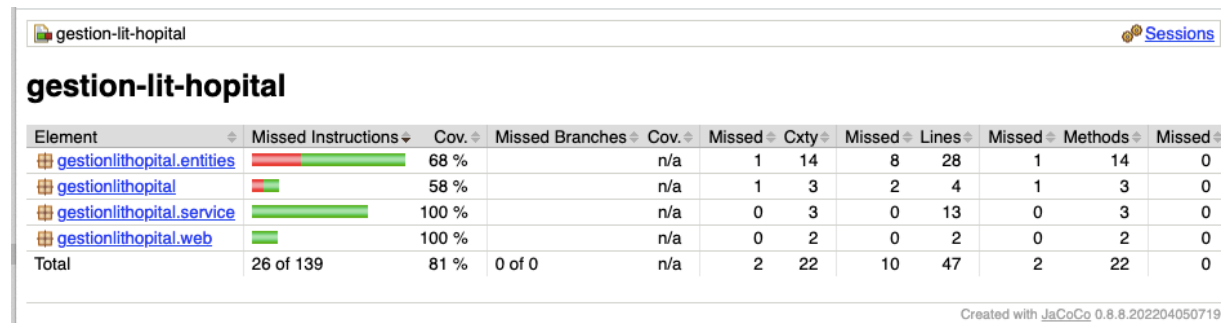 gestion-lit-hopital Sessions
gestion-lit-hopital
Element Missed Instructions Cov. Missed Branches Cov. Missed Cxty Missed Lines Missed Methods Missed
gestionlithopital.entities 68 % n/a 1 14 8 28 1 14 0
gestionlithopital 58 % n/a 1 3 2 4 1 3 0
gestionlithopital.service 100 % n/a 0 3 0 13 0 3 0
gestionlithopital.web 100 % n/a 0 2 0 2 0 2 0
Total 26 of 139 81 % 0 of 0 n/a 2 22 10 47 2 22 0
Created with JaCoCo 0.8.8.202204050719